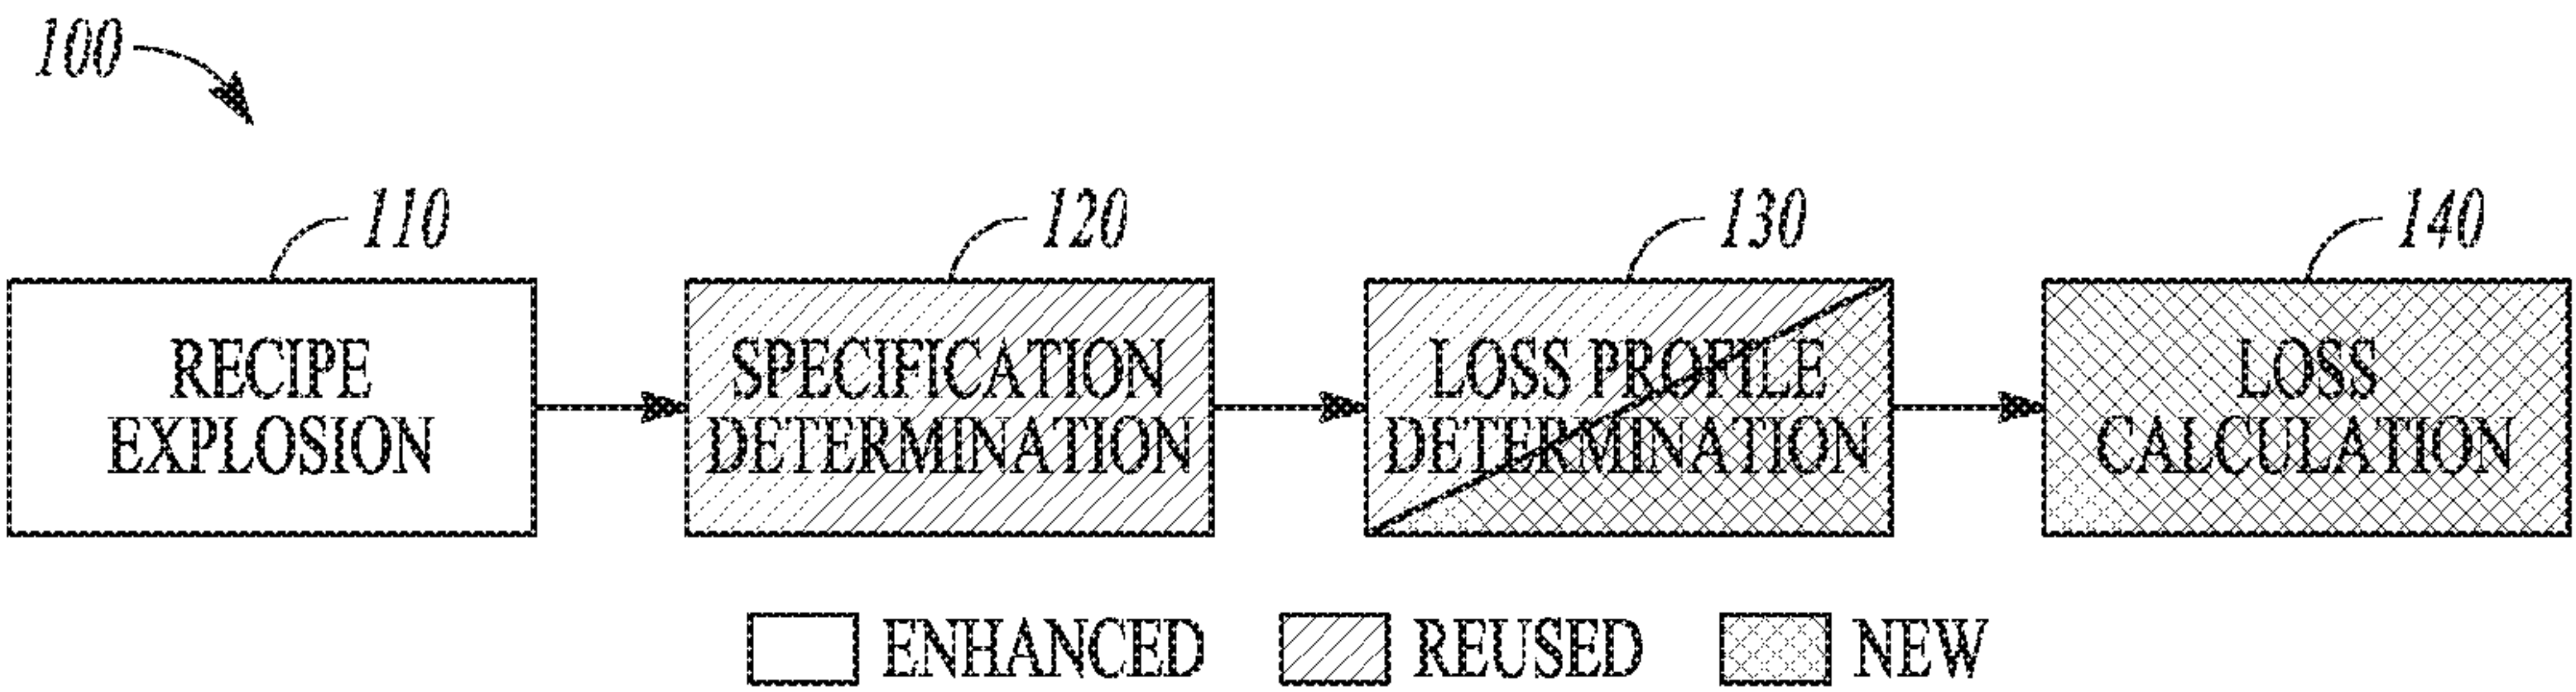 100
110
120
130
140
RECIPE
EXPLOSION
SPECIFICATION
DETERMINATION
LOSS PROFILE
DETERMINATION
LOSS
CALCULATION
ENHANCED
REUSED
NEW